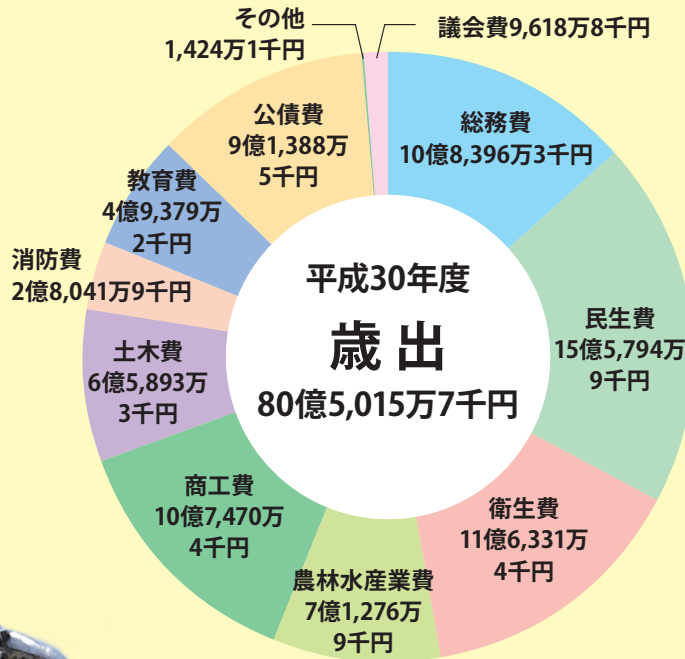 その他
1,424万1千円
議会費9,618万8千円
総務費
10億8,396万3千円
民生費
15億5,794万
9千円
衛生費
11億6,331万
4千円
農林水産業費
7億1,276万
9千円
商工費
10億7,470万
4千円
土木費
6億5,893万
3千円
消防費
2億8,041万9千円
教育費
4億9,379万
2千円
公債費
9億1,388万
5千円
平成30年度
歳出
80億5,015万7千円